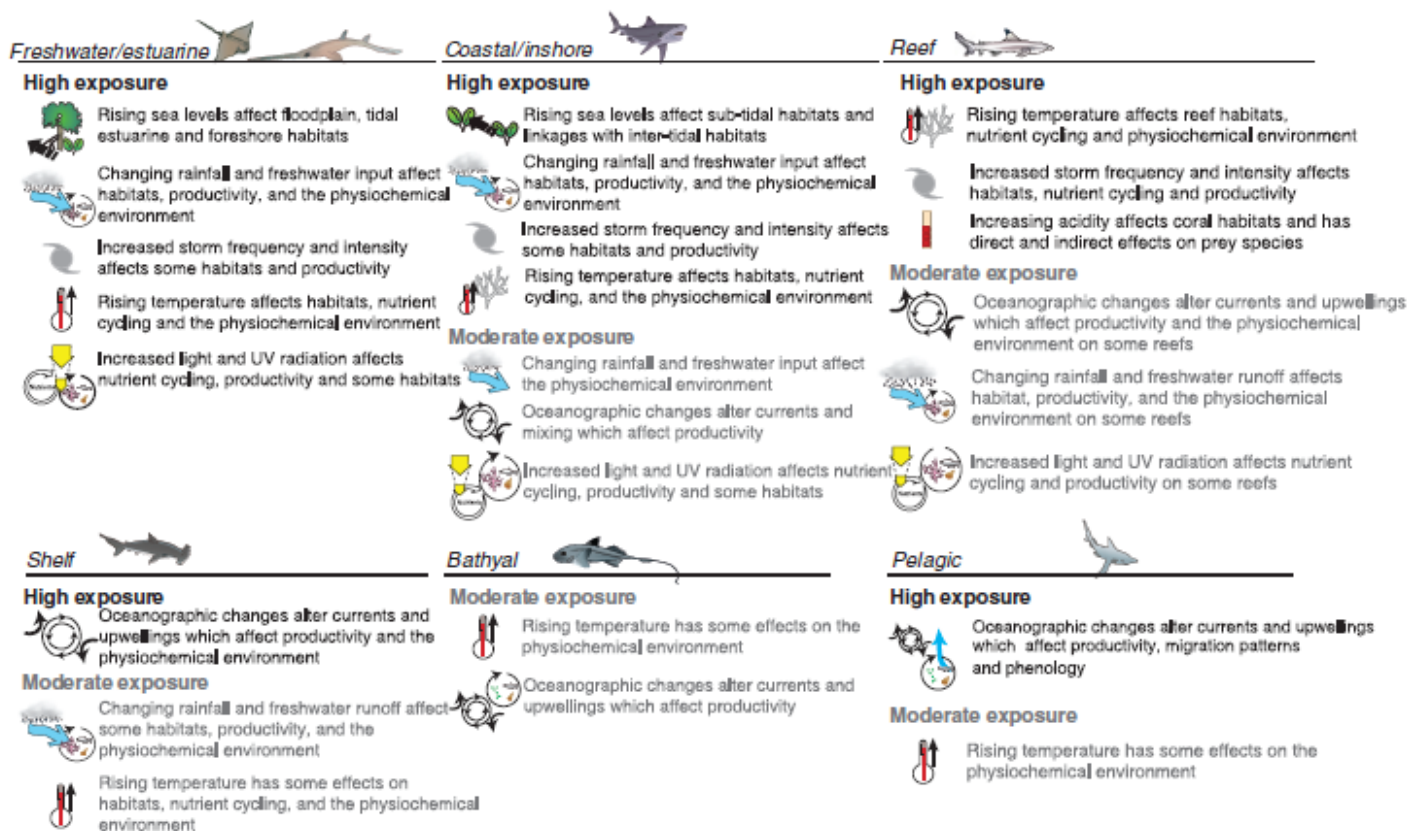 Freshwater/estuarine
High exposure
Rising sea levels affect floodplain, tidal
estuarine and foreshore habitats
Changing rainfall and freshwater input affect
habitats, productivity, and the physiochemical
environment
Increased storm frequency and intensity
affects some habitats and productivity
Rising temperature affects habitats, nutrient
cycling and the physiochemical environment
Increased light and UV radiation affects
nutrient cycling, productivity and some habitats
Nutrients
Coastal/inshore
High exposure
Rising sea levels affect sub-tidal habitats and
linkages with inter-tidal habitats
Changing rainfall and freshwater input affect
habitats, productivity, and the physiochemical
environment
Increased storm frequency and intensity affects
some habitats and productivity
Rising temperature affects habitats, nutrient
cycling, and the physiochemical environment
Moderate exposure
Changing rainfall and freshwater input affect
the physiochemical environment
Oceanographic changes alter currents and
mixing which affect productivity
Increased light and UV radiation affects nutrient
cycling, productivity and some habitats
Nutrients
Reef
High exposure
Rising temperature affects reef habitats,
nutrient cycling and physiochemical environment
Increased storm frequency and intensity affects
habitats, nutrient cycling and productivity
Increasing acidity affects coral habitats and has
direct and indirect effects on prey species
Moderate exposure
Oceanographic changes alter currents and upwellings
which affect productivity and the physiochemical
environment on some reefs
Changing rainfall and freshwater runoff affects
habitat, productivity, and the physiochemical
environment on some reefs
Increased light and UV radiation affects nutrient
cycling and productivity on some reefs
Nutrients
Shelf
High exposure
Oceanographic changes alter currents and
upwellings which affect productivity and the
physiochemical environment
Moderate exposure
Changing rainfall and freshwater runoff affect
some habitats, productivity, and the
physiochemical environment
Rising temperature has some effects on
habitats, nutrient cycling, and the physiochemical
environment
Bathyal
Moderate exposure
Rising temperature has some effects on the
physiochemical environment
Oceanographic changes alter currents and
upwellings which affect productivity
Pelagic
High exposure
Oceanographic changes alter currents and upwellings
which affect productivity, migration patterns
and phenology
Moderate exposure
Rising temperature has some effects on the
physiochemical environment